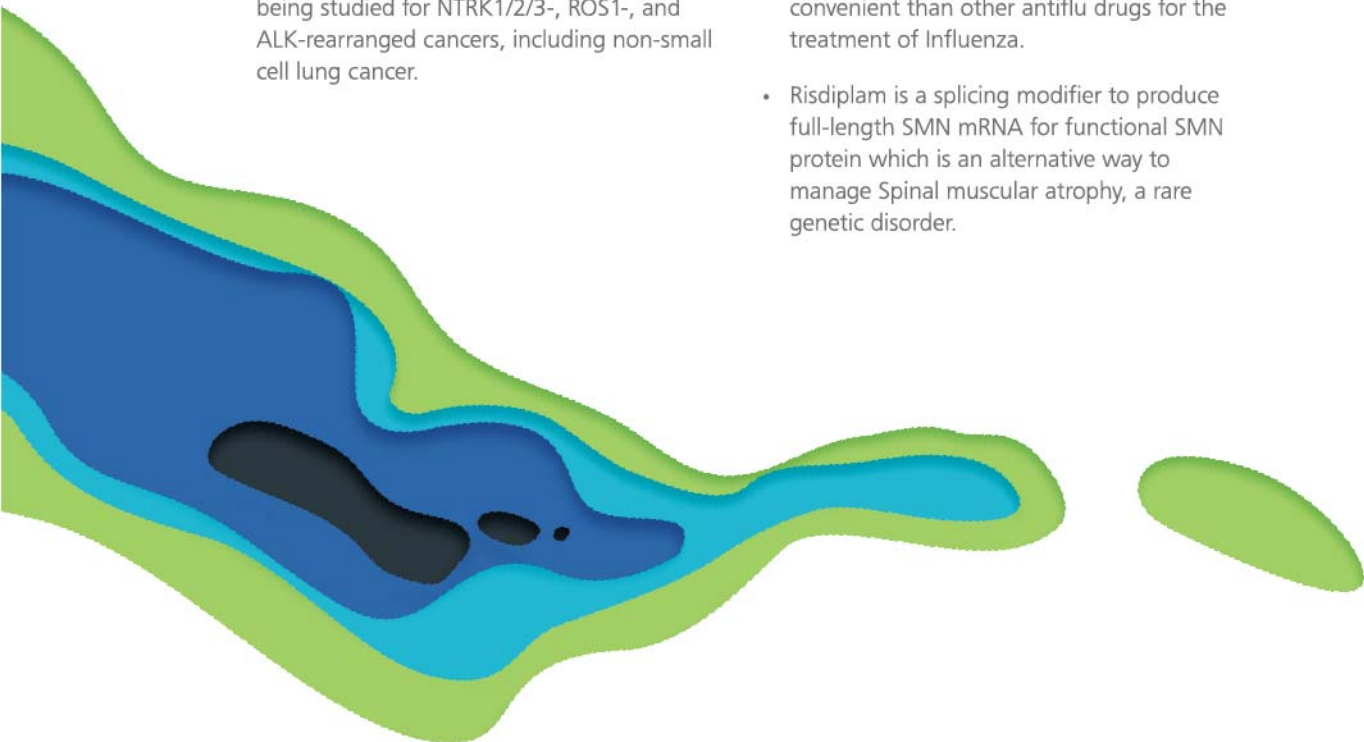 being studied for NTRK1/2/3-, ROS1-, and
ALK-rearranged cancers, including non-small
cell lung cancer.
convenient than other antiflu drugs for the
treatment of Influenza.
• Risdiplam is a splicing modifier to produce
full-length SMN mRNA for functional SMN
protein which is an alternative way to
manage Spinal muscular atrophy, a rare
genetic disorder.